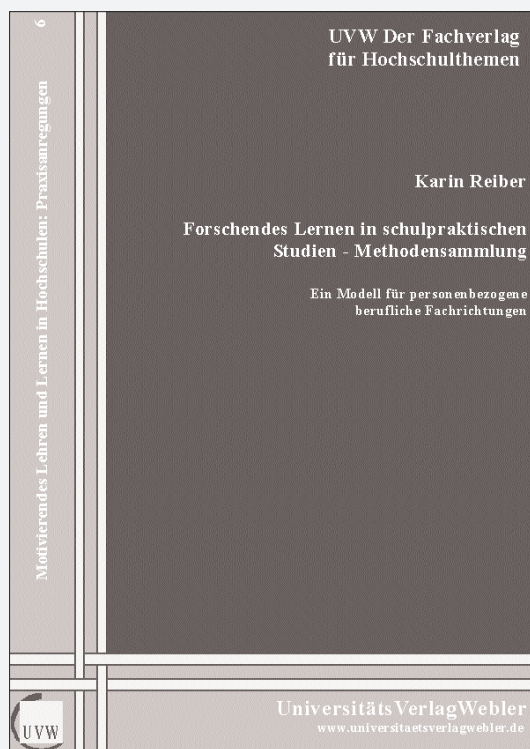 UVW Der Fachverlag
für Hochschulthemen
Karin Reiber
Forschendes Lernen in schulpraktischen
Studien - Methodensammlung
Ein Modell für personenbezogene
berufliche Fachrichtungen
Motivierendes Lehren und Lernen in Hochschulen: Praxisanregungen 6
UVW
UniversitätsVerlagWebler
www.universitaetsverlagwebler.de